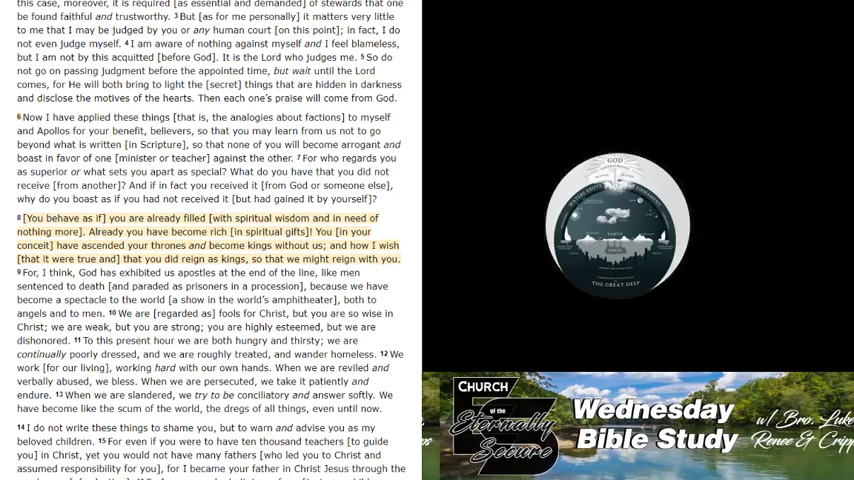 this case, moreover, it is required [as essential and demanded] of stewards that one
be found faithful and trustworthy. 3 But [as for me personally] it matters very little
to me that I may be judged by you or any human court [on this point]; in fact, I do
not even judge myself. 4 I am aware of nothing against myself and I feel blameless,
but I am not by this acquitted [before God]. It is the Lord who judges me. 5 So do
not go on passing judgment before the appointed time, but wait until the Lord
comes, for He will both bring to light the [secret] things that are hidden in darkness
and disclose the motives of the hearts. Then each one's praise will come from God.
6 Now I have applied these things [that is, the analogies about factions] to myself
and Apollos for your benefit, believers, so that you may learn from us not to go
beyond what is written [in Scripture], so that none of you will become arrogant and
boast in favor of one [minister or teacher] against the other. 7 For who regards you
as superior or what sets you apart as special? What do you have that you did not
receive [from another]? And if in fact you received it [from God or someone else],
why do you boast as if you had not received it [but had gained it by yourself]?
8 [You behave as if] you are already filled [with spiritual wisdom and in need of
nothing more]. Already you have become rich [in spiritual gifts]! You [in your
conceit] have ascended your thrones and become kings without us; and how I wish
[that it were true and] that you did reign as kings, so that we might reign with you.
9 For, I think, God has exhibited us apostles at the end of the line, like men
sentenced to death [and paraded as prisoners in a procession], because we have
become a spectacle to the world [a show in the world's amphitheater], both to
angels and to men. 10 We are [regarded as] fools for Christ, but you are so wise in
Christ; we are weak, but you are strong; you are highly esteemed, but we are
dishonored. 11 To this present hour we are both hungry and thirsty; we are
continually poorly dressed, and we are roughly treated, and wander homeless. 12 We
work [for our living], working hard with our own hands. When we are reviled and
verbally abused, we bless. When we are persecuted, we take it patiently and
endure. 13 When we are slandered, we try to be conciliatory and answer softly. We
have become like the scum of the world, the dregs of all things, even until now.
14 I do not write these things to shame you, but to warn and advise you as my
beloved children. 15 For even if you were to have ten thousand teachers [to guide
you] in Christ, yet you would not have many fathers [who led you to Christ and
assumed responsibility for you], for I became your father in Christ Jesus through the
GOD
WATERS ABOVE
FIRMAMENT
EARTH
SHEOL
THE GREAT DEEP
CHURCH
of the
Eternally
Secure
Wednesday
Bible Study
w/ Bro. Luke
Renee & Cripp